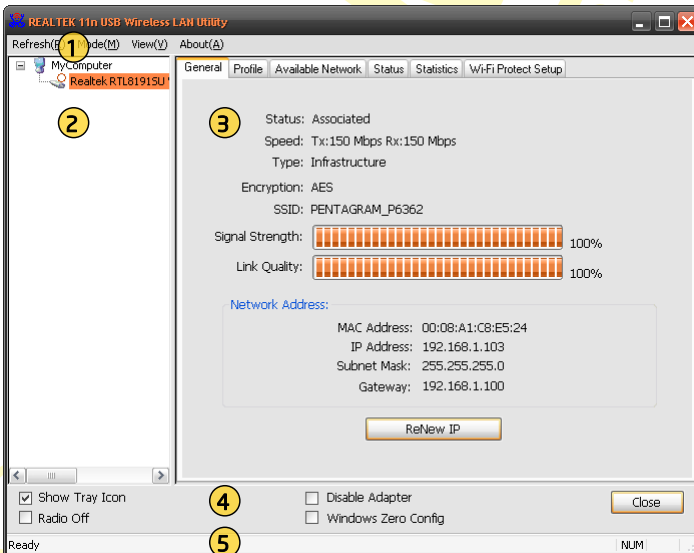 REALTEK 11n USB Wireless LAN Utility
Refresh(R) Mode(M) View(V) About(A)
1
MyComputer
Realtek RTL8191SU
2
General Profile Available Network Status Statistics Wi-Fi Protect Setup
3
Status: Associated
Speed: Tx:150 Mbps Rx:150 Mbps
Type: Infrastructure
Encryption: AES
SSID: PENTAGRAM_P6362
Signal Strength: 100%
Link Quality: 100%
Network Address:
MAC Address: 00:08:A1:C8:E5:24
IP Address: 192.168.1.103
Subnet Mask: 255.255.255.0
Gateway: 192.168.1.100
ReNew IP
Show Tray Icon
Radio Off
4
Disable Adapter
Windows Zero Config
Close
Ready
5
NUM